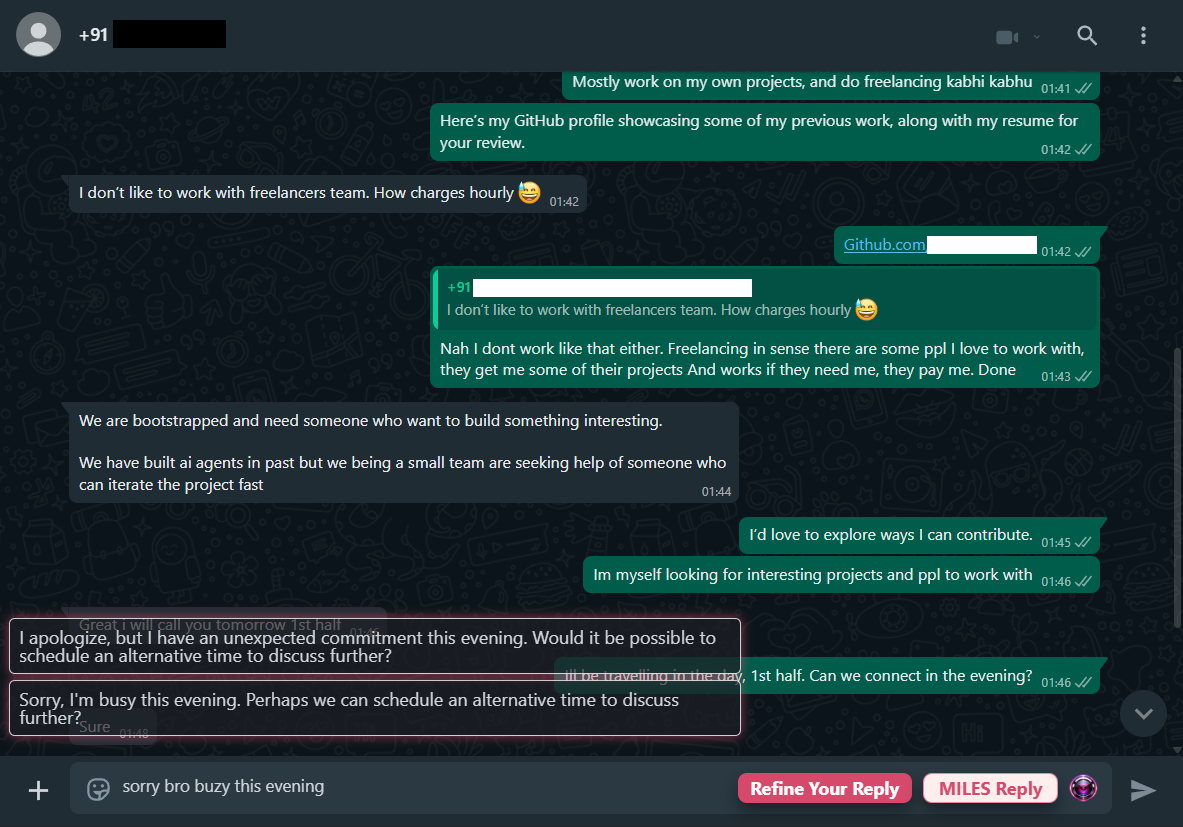 +91
Mostly work on my own projects, and do freelancing kabhi kabhu 01:41
Here's my GitHub profile showcasing some of my previous work, along with my resume for
your review. 01:42
I don't like to work with freelancers team. How charges hourly 😅 01:42
Github.com 01:42
+91
I don't like to work with freelancers team. How charges hourly 😅
Nah I dont work like that either. Freelancing in sense there are some ppl I love to work with,
they get me some of their projects And works if they need me, they pay me. Done 01:43
We are bootstrapped and need someone who want to build something interesting.
We have built ai agents in past but we being a small team are seeking help of someone who
can iterate the project fast
01:44
I'd love to explore ways I can contribute. 01:45
Im myself looking for interesting projects and ppl to work with 01:46
Great i will call you tomorrow 1st half 01:46
I apologize, but I have an unexpected commitment this evening. Would it be possible to
schedule an alternative time to discuss further?
Ill be travelling in the day, 1st half. Can we connect in the evening? 01:46
Sorry, I'm busy this evening. Perhaps we can schedule an alternative time to discuss
further?
Sure 01:48
sorry bro buzy this evening
Refine Your Reply
MILES Reply